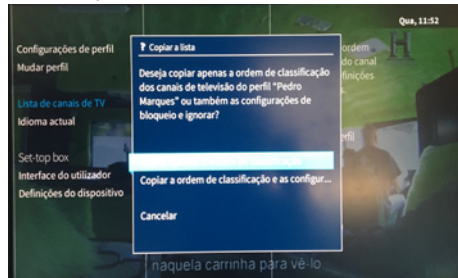 Qua, 11:52
Configurações de perfil
Mudar perfil
Lista de canais de TV
Idioma actual
Set-top box
Interface do utilizador
Definições do dispositivo
? Copiar a lista
Deseja copiar apenas a ordem de classificação
dos canais de televisão do perfil "Pedro
Marques" ou também as configurações de
bloqueio e ignorar?
Copiar a ordem de classificação e as configur...
Cancelar
ordem
do canal
finições
naquela carrinha para vê-lo